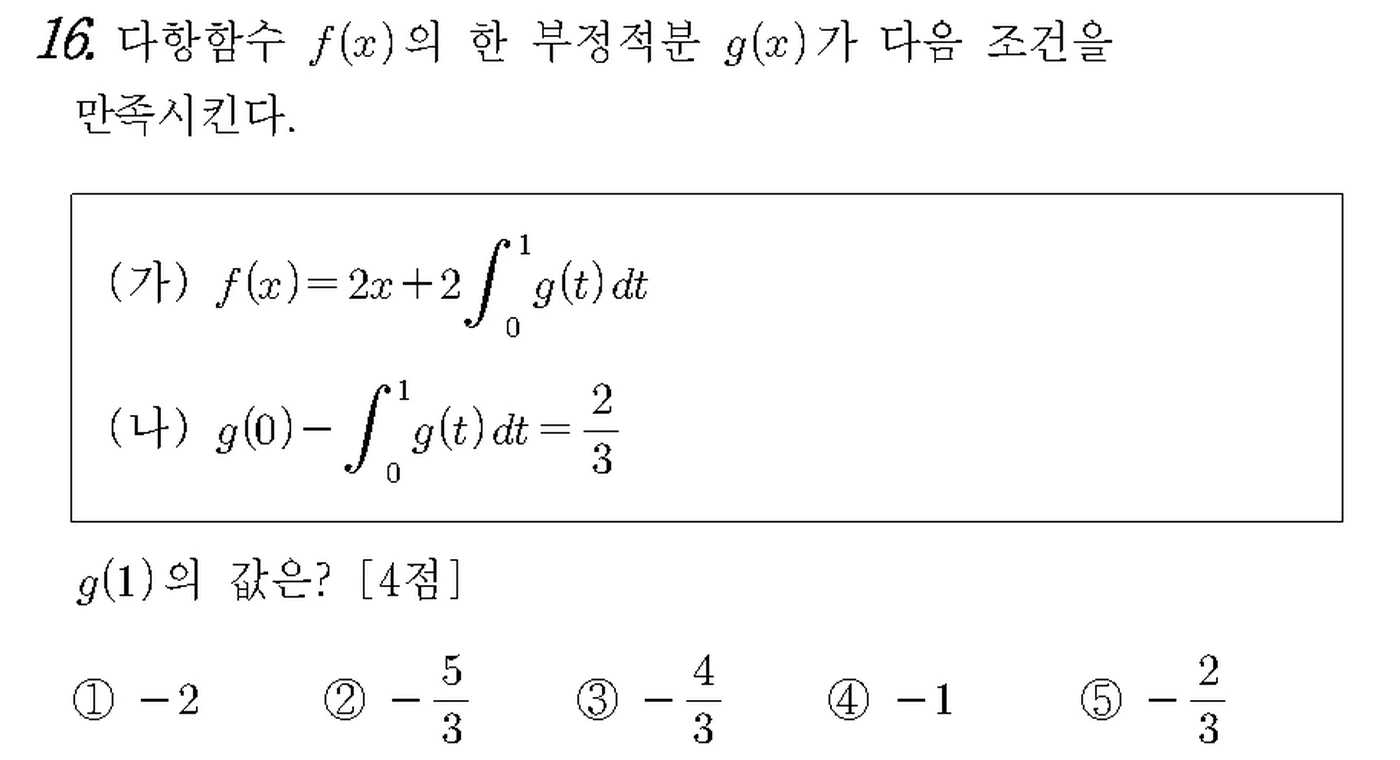 16. 다항함수 f(x)의 한 부정적분 g(x)가 다음 조건을
만족시킨다.
(가) f(x)=2x+2∫₀¹g(t)dt
(나) g(0)-∫₀¹g(t)dt=2/3
g(1)의 값은? [4점]
① -2 ② -5/3 ③ -4/3 ④ -1 ⑤ -2/3